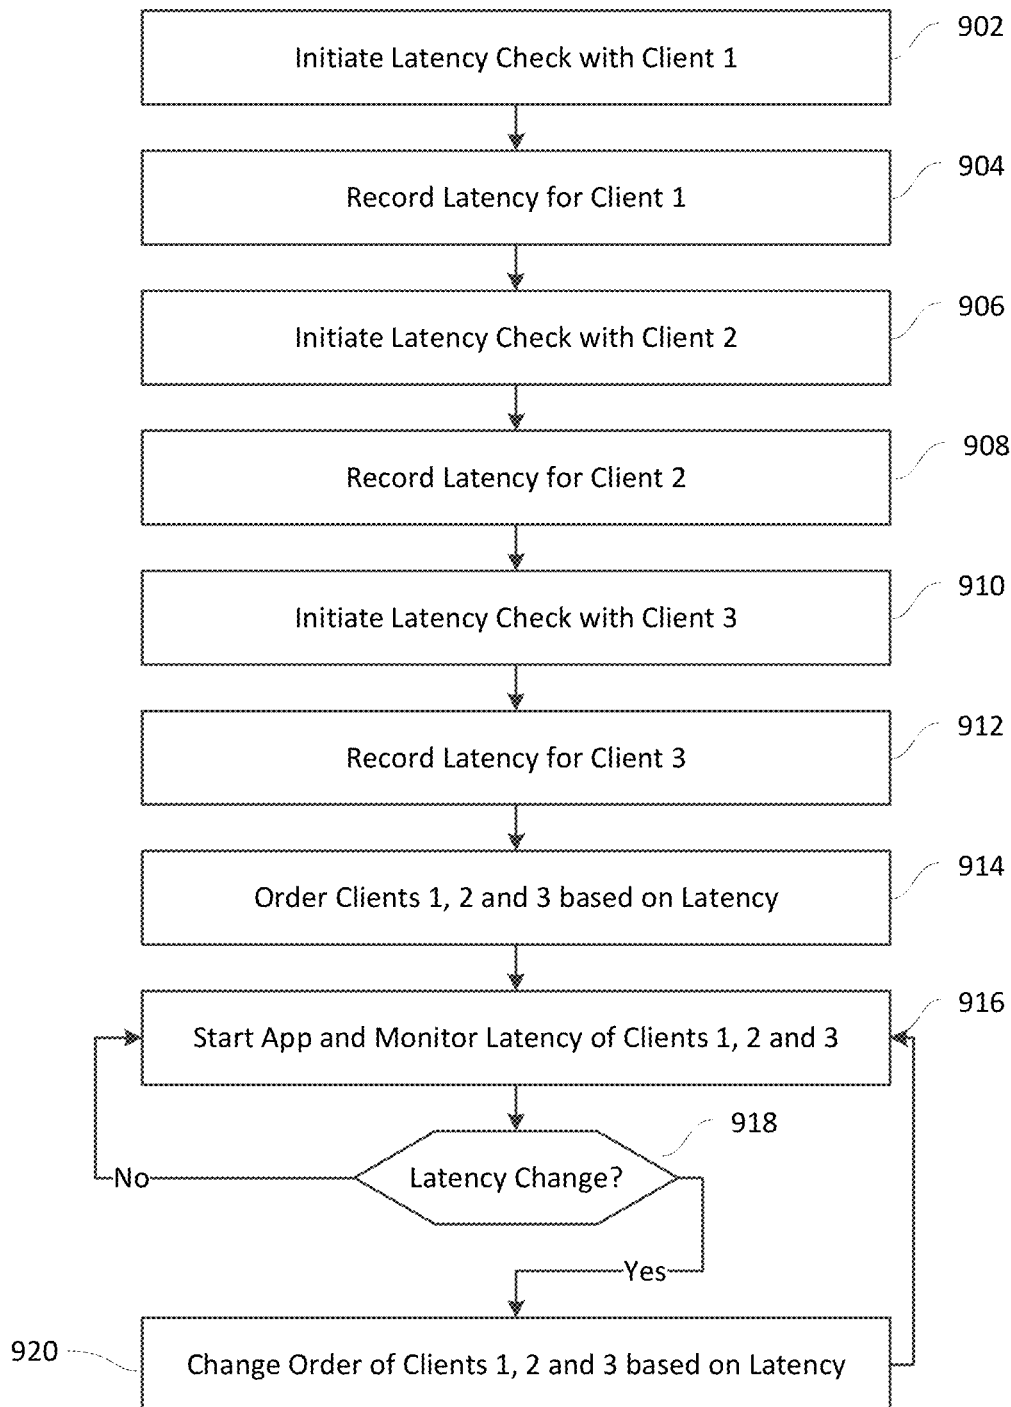 902
Initiate Latency Check with Client 1
904
Record Latency for Client 1
906
Initiate Latency Check with Client 2
908
Record Latency for Client 2
910
Initiate Latency Check with Client 3
912
Record Latency for Client 3
914
Order Clients 1, 2 and 3 based on Latency
916
Start App and Monitor Latency of Clients 1, 2 and 3
918
Latency Change?
No
Yes
920
Change Order of Clients 1, 2 and 3 based on Latency